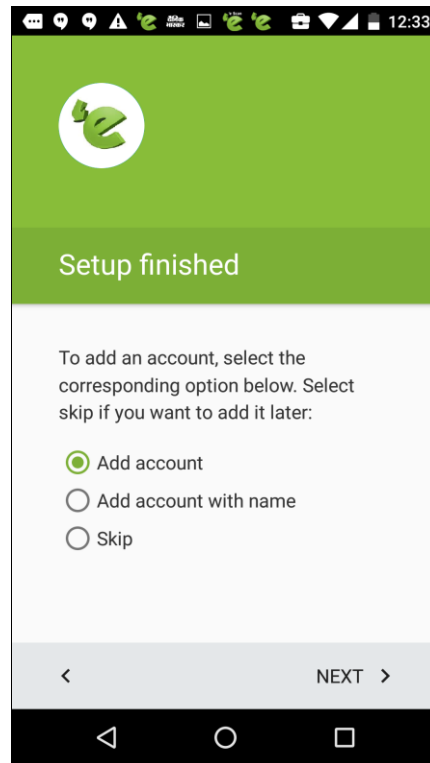 12:33
Setup finished
To add an account, select the
corresponding option below. Select
skip if you want to add it later:
Add account
Add account with name
Skip
NEXT